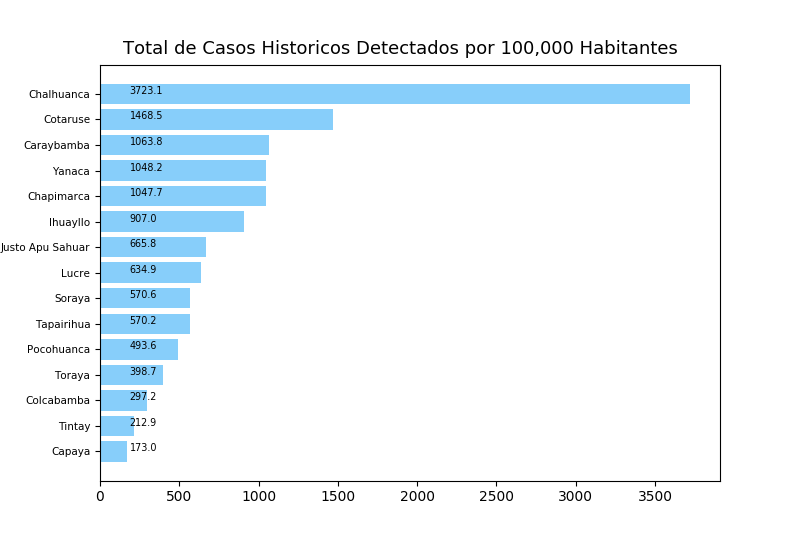 Total de Casos Historicos Detectados por 100,000 Habitantes
Chalhuanca 3723.1
Cotaruse 1468.5
Caraybamba 1063.8
Yanaca 1048.2
Chapimarca 1047.7
Ihuayllo 907.0
Justo Apu Sahuar 665.8
Lucre 634.9
Soraya 570.6
Tapairihua 570.2
Pocohuanca 493.6
Toraya 398.7
Colcabamba 297.2
Tintay 212.9
Capaya 173.0
0 500 1000 1500 2000 2500 3000 3500